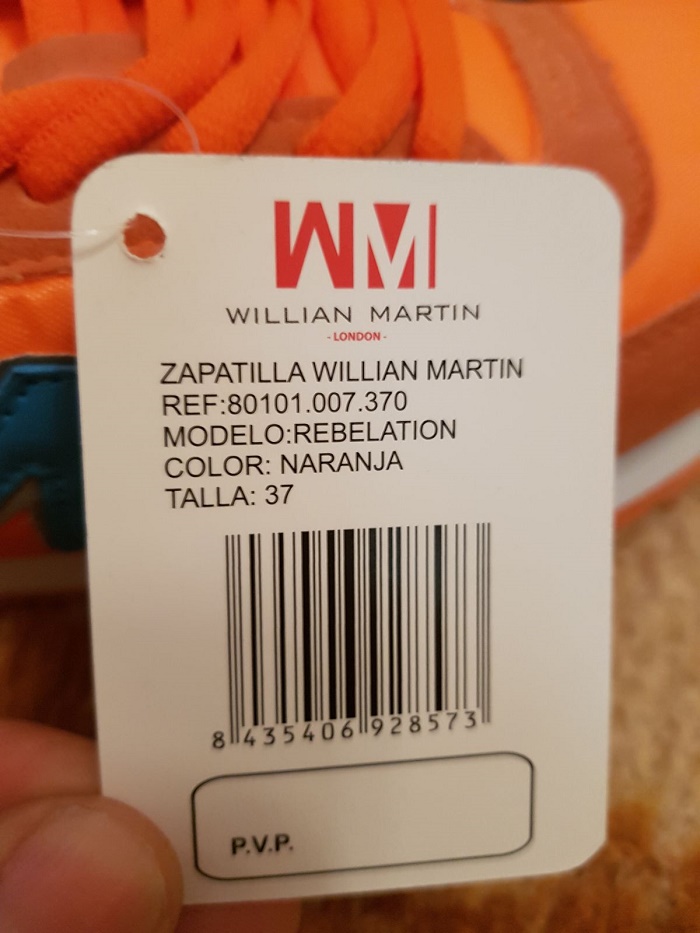 WM
WILLIAN MARTIN
- LONDON -
ZAPATILLA WILLIAN MARTIN
REF:80101.007.370
MODELO:REBELATION
COLOR: NARANJA
TALLA: 37
8 435406 928573
P.V.P.